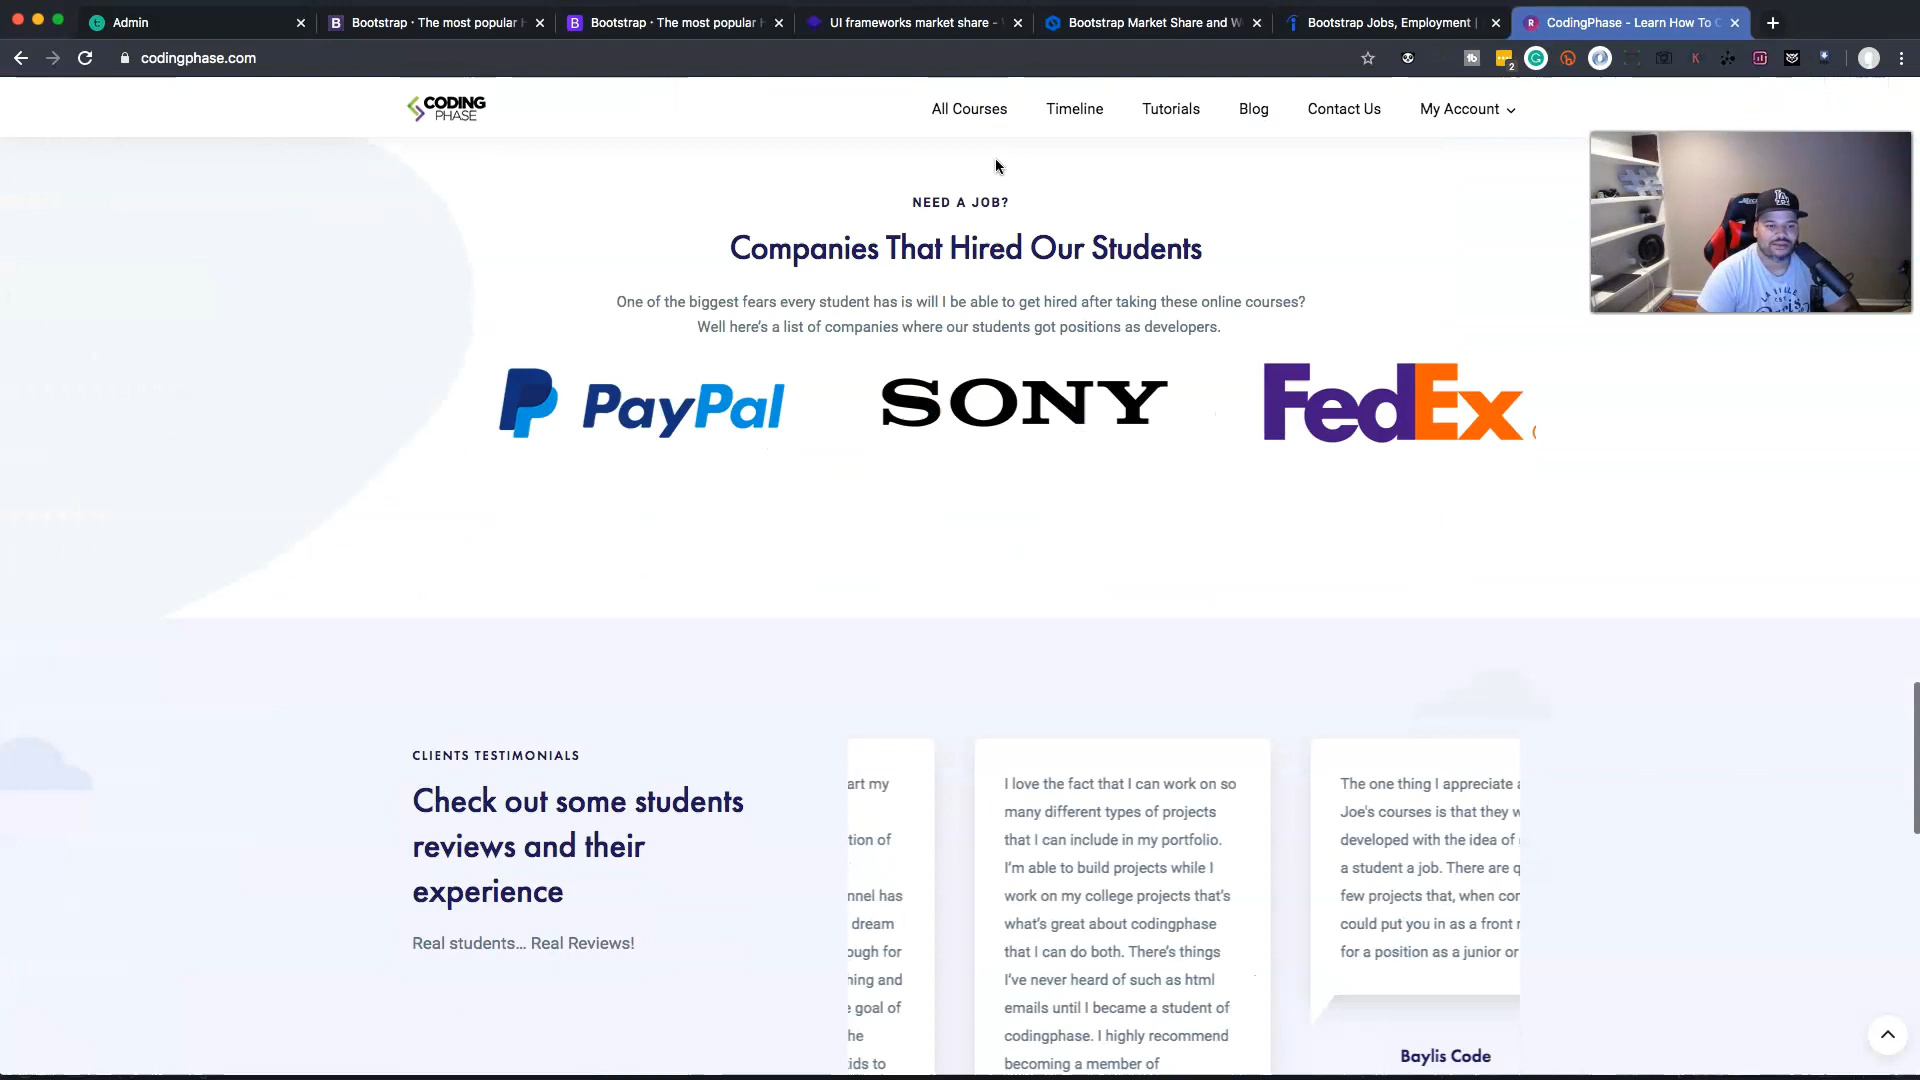 Admin
Bootstrap · The most popular H
Bootstrap · The most popular H
UI frameworks market share -
Bootstrap Market Share and W
Bootstrap Jobs, Employment |
CodingPhase - Learn How To C
codingphase.com
2
CODING
PHASE
All Courses
Timeline
Tutorials
Blog
Contact Us
My Account
NEED A JOB?
Companies That Hired Our Students
One of the biggest fears every student has is will I be able to get hired after taking these online courses?
Well here's a list of companies where our students got positions as developers.
PayPal
SONY
FedEx
CLIENTS TESTIMONIALS
Check out some students
reviews and their
experience
Real students... Real Reviews!
art my
tion of
nnel has
dream
ough for
ning and
e goal of
he
kids to
I love the fact that I can work on so
many different types of projects
that I can include in my portfolio.
I'm able to build projects while I
work on my college projects that's
what's great about codingphase
that I can do both. There's things
I've never heard of such as html
emails until I became a student of
codingphase. I highly recommend
becoming a member of
The one thing I appreciate a
Joe's courses is that they w
developed with the idea of
a student a job. There are q
few projects that, when cor
could put you in as a front r
for a position as a junior or
Baylis Code